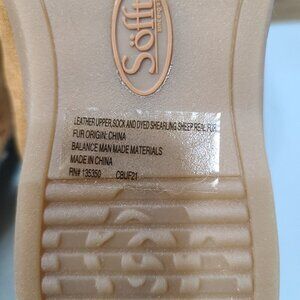 Söfft
LEATHER UPPER, SOCK AND DYED SHEARLING SHEEP REAL FUR
FUR ORIGIN: CHINA
BALANCE MAN MADE MATERIALS
MADE IN CHINA
RN# 135350 CBUF21